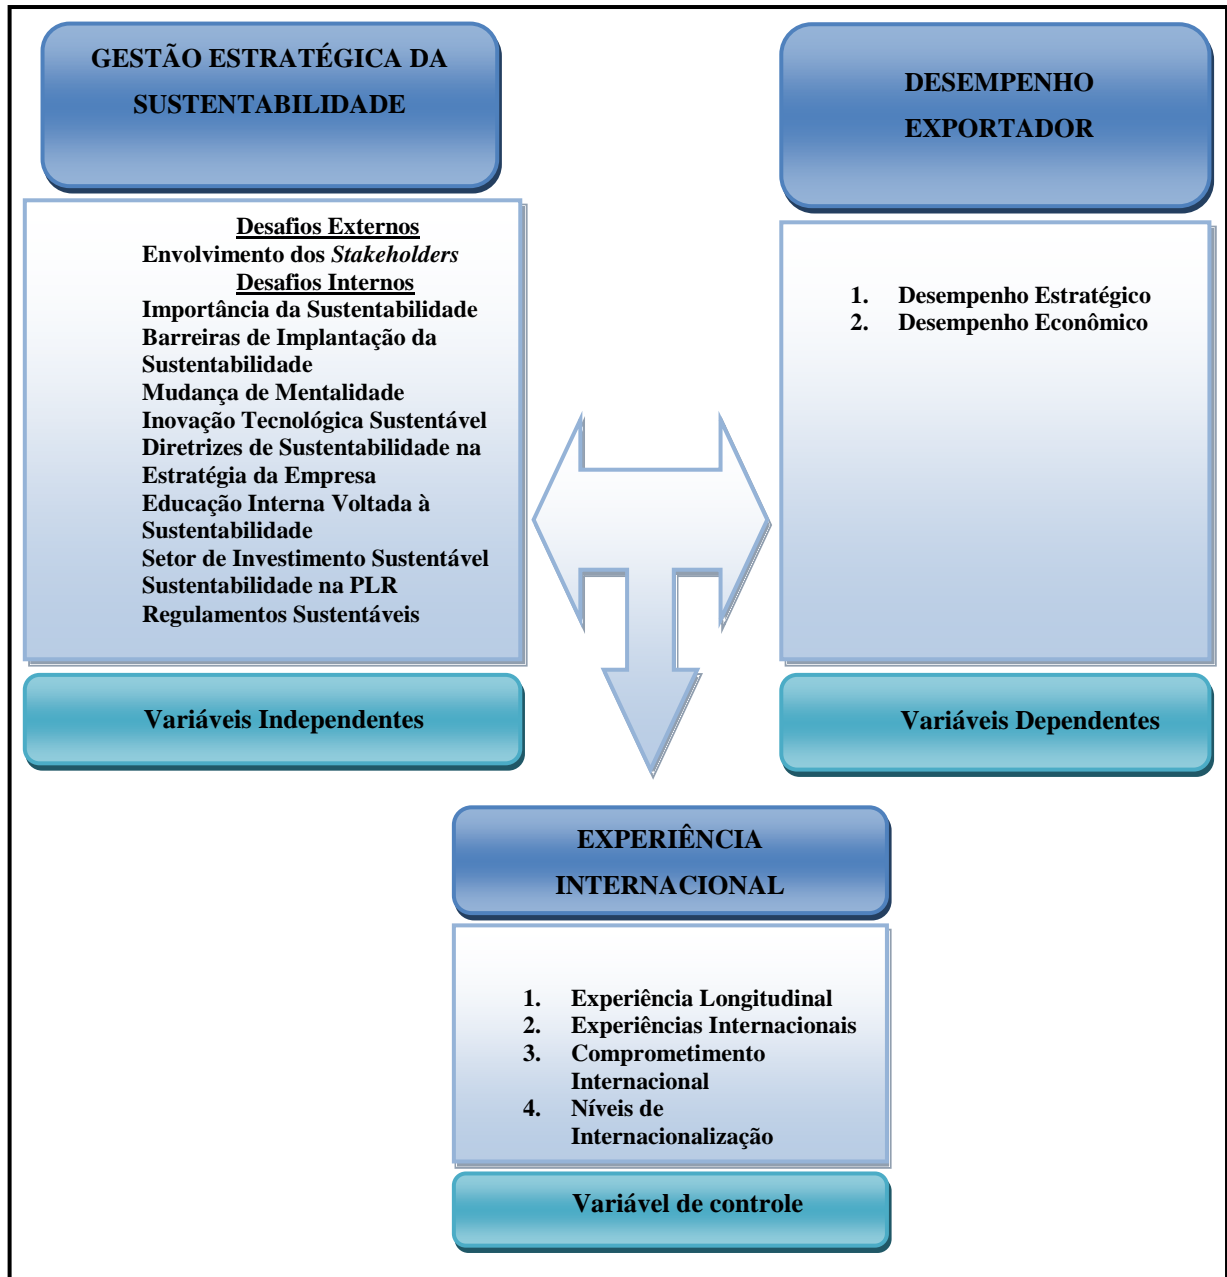 GESTÃO ESTRATÉGICA DA
SUSTENTABILIDADE
Desafios Externos
Envolvimento dos Stakeholders
Desafios Internos
Importância da Sustentabilidade
Barreiras de Implantação da
Sustentabilidade
Mudança de Mentalidade
Inovação Tecnológica Sustentável
Diretrizes de Sustentabilidade na
Estratégia da Empresa
Educação Interna Voltada à
Sustentabilidade
Setor de Investimento Sustentável
Sustentabilidade na PLR
Regulamentos Sustentáveis
Variáveis Independentes
DESEMPENHO
EXPORTADOR
1. Desempenho Estratégico
2. Desempenho Econômico
Variáveis Dependentes
EXPERIÊNCIA
INTERNACIONAL
1. Experiência Longitudinal
2. Experiências Internacionais
3. Comprometimento
Internacional
4. Níveis de
Internacionalização
Variável de controle